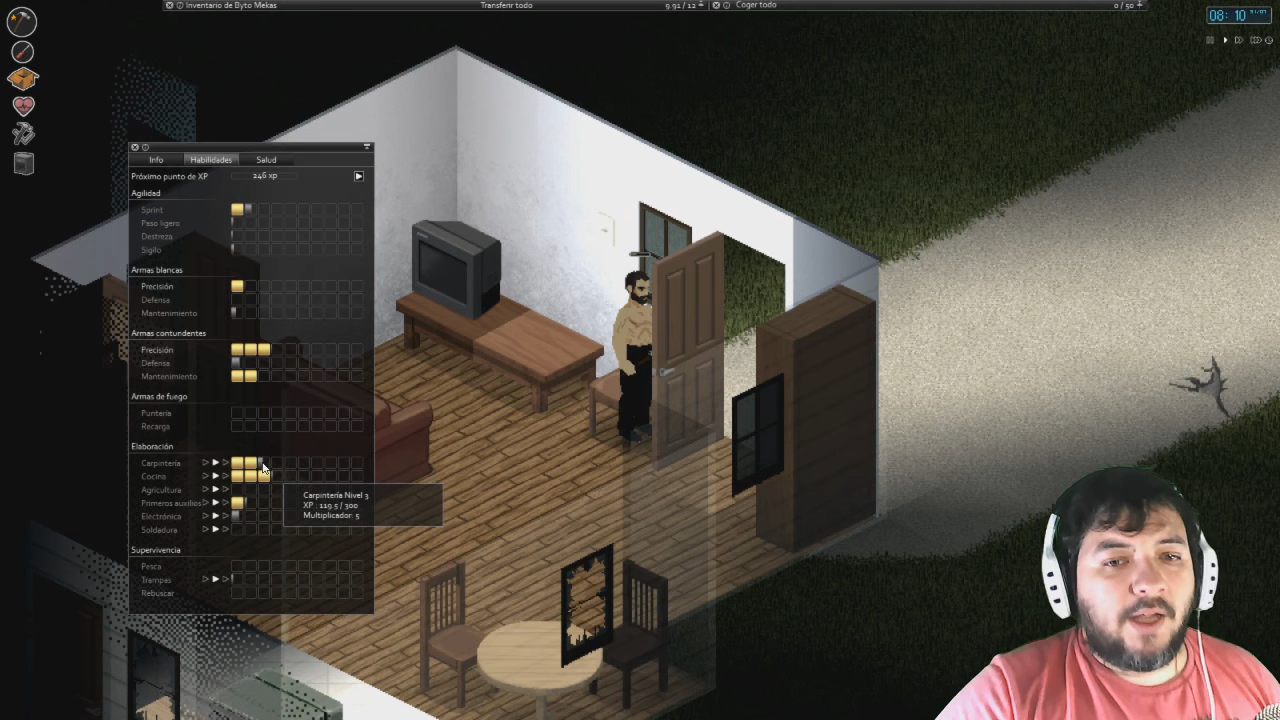 Inventario de Byto Mekas Transferir todo 9.91 / 12 Coger todo 0 / 50
08:10
Info Habilidades Salud
Próximo punto de XP 246 xp
Agilidad
Sprint
Paso ligero
Destreza
Sigilo
Armas blancas
Precisión
Defensa
Mantenimiento
Armas contundentes
Precisión
Defensa
Mantenimiento
Armas de fuego
Puntería
Recarga
Elaboración
Carpintería
Cocina
Agricultura
Primeros auxilios
Electrónica
Soldadura
Carpintería Nivel 3
XP : 119.5 / 300
Multiplicador: 5
Supervivencia
Pesca
Trampas
Rebuscar